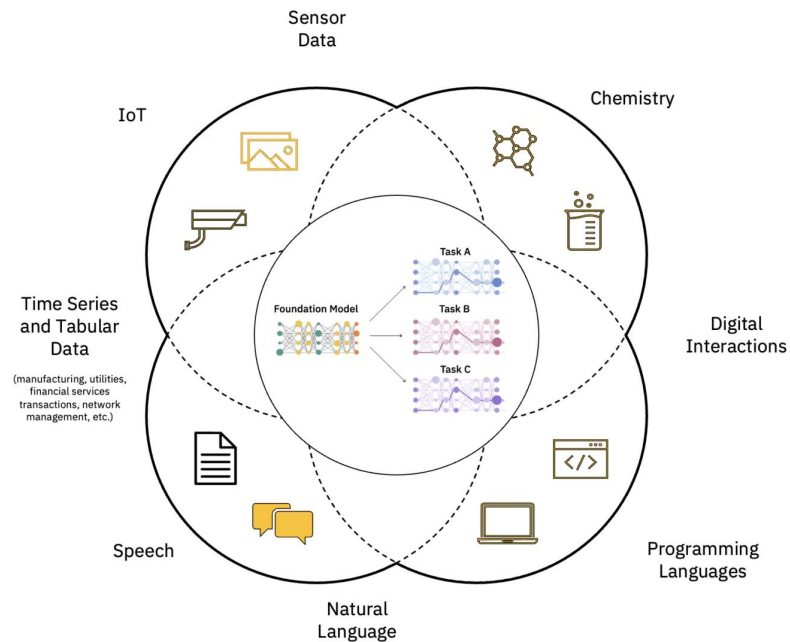 Sensor
Data
IoT
Chemistry
Task A
Foundation Model
Task B
Task C
Time Series
and Tabular
Data
(manufacturing, utilities,
financial services
transactions, network
management, etc.)
Digital
Interactions
</>
Speech
Programming
Languages
Natural
Language